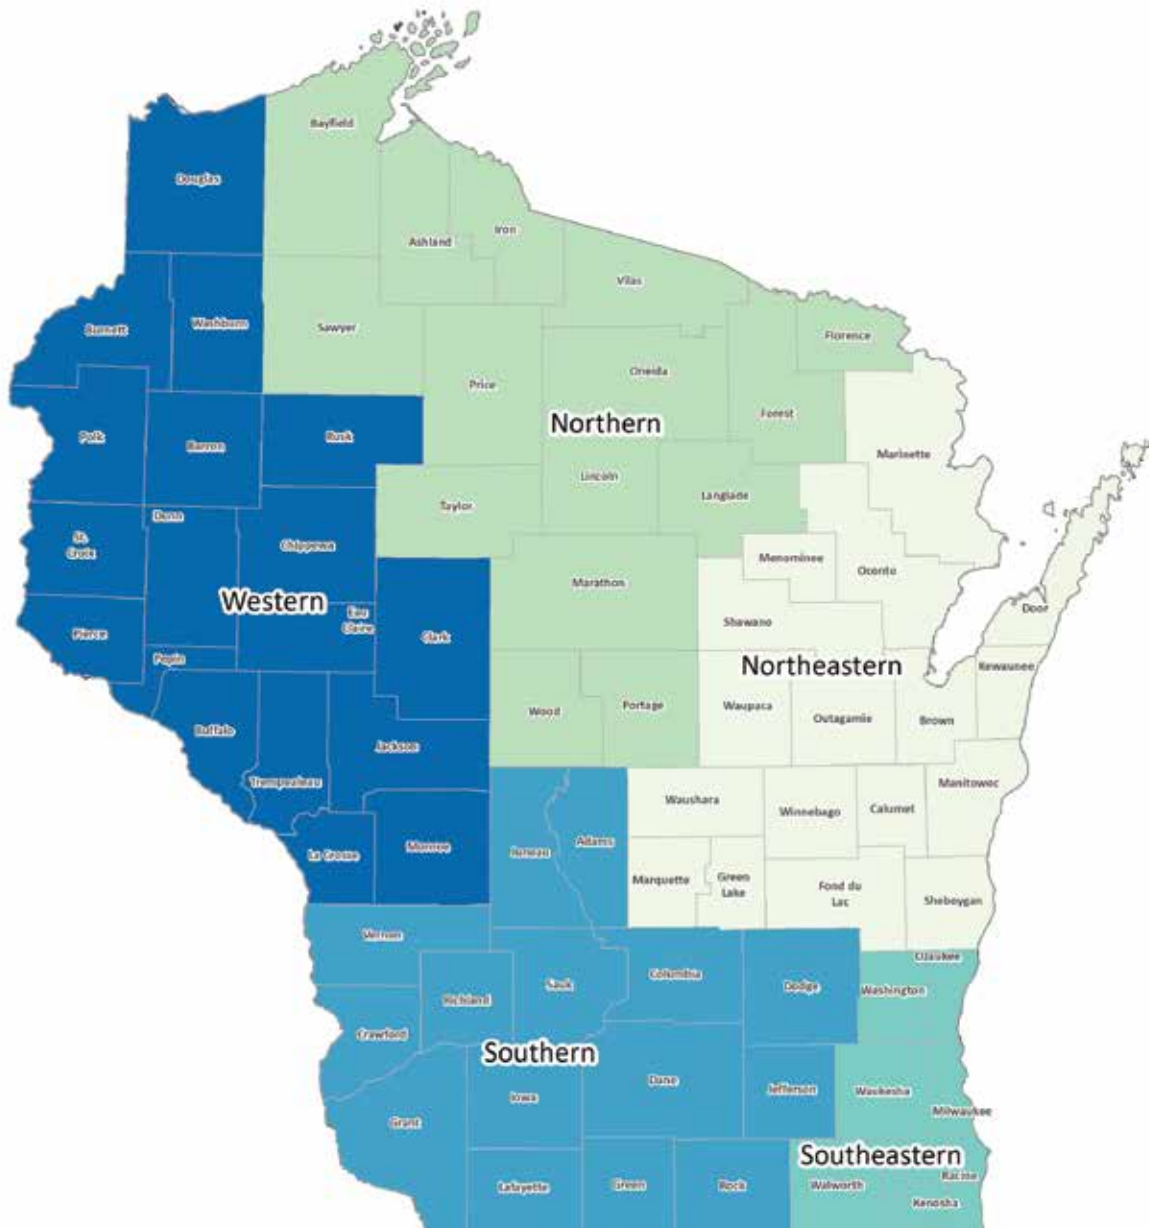 Bayfield
Douglas
Ashland
Iron
Vilas
Burnett
Washburn
Sawyer
Florence
Oneida
Price
Forest
Northern
Polk
Barron
Rusk
Marinette
Lincoln
Langlade
Taylor
Dunn
St.
Croix
Chippewa
Menominee
Oconto
Marathon
Western
Eau
Claire
Door
Pierce
Clark
Shawano
Pepin
Northeastern
Kewaunee
Wood
Portage
Waupaca
Outagamie
Brown
Buffalo
Jackson
Trempealeau
Manitowoc
Waushara
Winnebago
Calumet
La Crosse
Monroe
Juneau
Adams
Marquette
Green
Lake
Fond du
Lac
Sheboygan
Vernon
Ozaukee
Columbia
Richland
Sauk
Dodge
Washington
Crawford
Southern
Dane
Iowa
Jefferson
Waukesha
Milwaukee
Grant
Southeastern
Lafayette
Green
Rock
Walworth
Racine
Kenosha